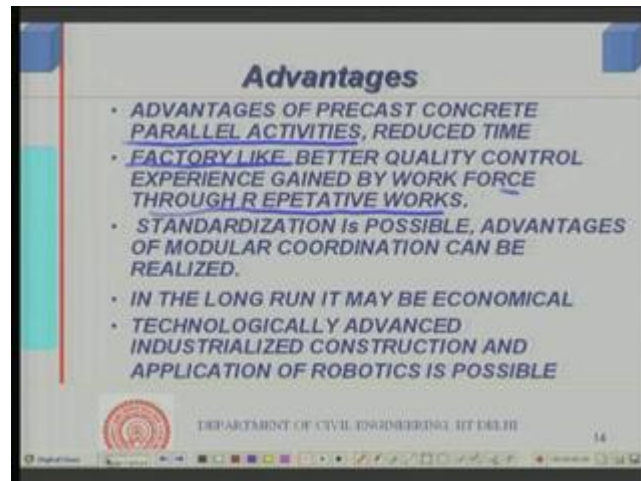 Advantages
• ADVANTAGES OF PRECAST CONCRETE
PARALLEL ACTIVITIES, REDUCED TIME
• FACTORY LIKE BETTER QUALITY CONTROL
EXPERIENCE GAINED BY WORK FORCE
THROUGH R EPETATIVE WORKS.
• STANDARDIZATION Is POSSIBLE, ADVANTAGES
OF MODULAR COORDINATION CAN BE
REALIZED.
• IN THE LONG RUN IT MAY BE ECONOMICAL
• TECHNOLOGICALLY ADVANCED
INDUSTRIALIZED CONSTRUCTION AND
APPLICATION OF ROBOTICS IS POSSIBLE
DEPARTMENT OF CIVIL ENGINEERING, IIT DELHI
14